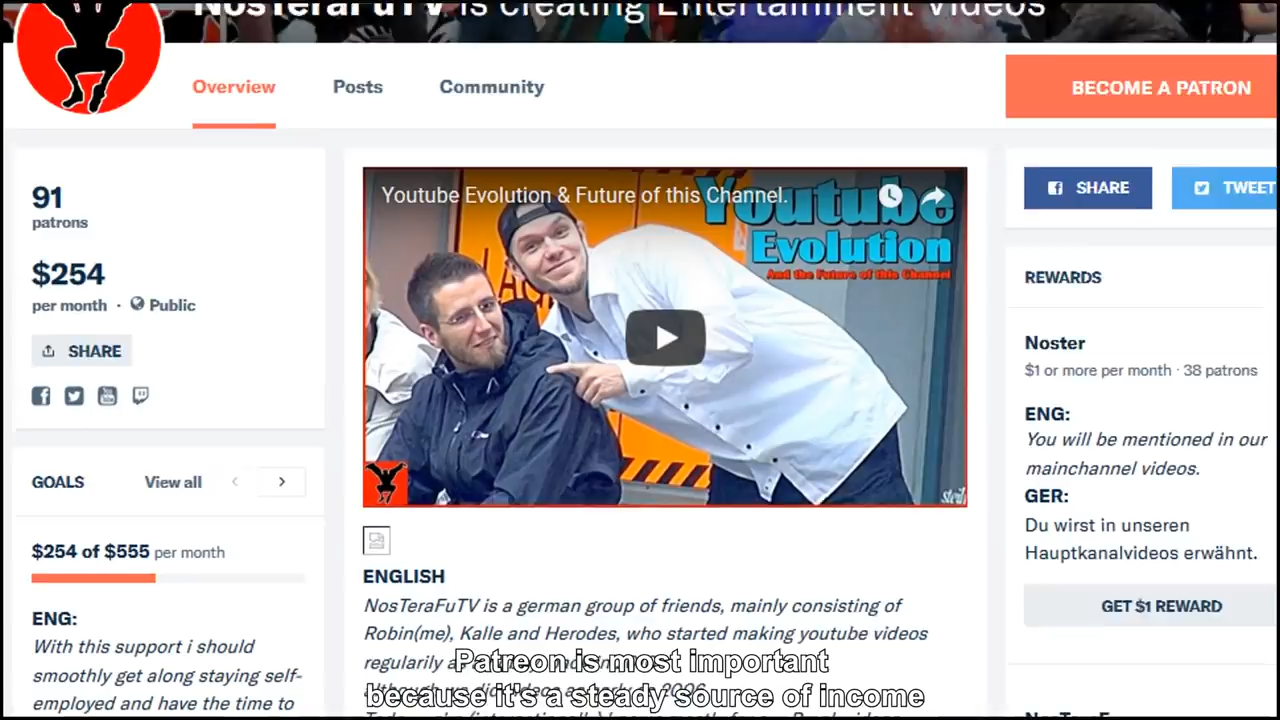 NosTeraFuTV is creating Entertainment Videos
Overview
Posts
Community
BECOME A PATRON
91
patrons
$254
per month · Public
SHARE
GOALS
View all
$254 of $555 per month
ENG:
With this support i should
smoothly get along staying self-
employed and have the time to
Youtube Evolution & Future of this Channel.
Youtube
Evolution
And the Future of this Channel
ENGLISH
NosTeraFuTV is a german group of friends, mainly consisting of
Robin(me), Kalle and Herodes, who started making youtube videos
regularly
Patreon is most important
because it's a steady source of income
SHARE
TWEET
REWARDS
Noster
$1 or more per month · 38 patrons
ENG:
You will be mentioned in our
mainchannel videos.
GER:
Du wirst in unseren
Hauptkanalvideos erwähnt.
GET $1 REWARD